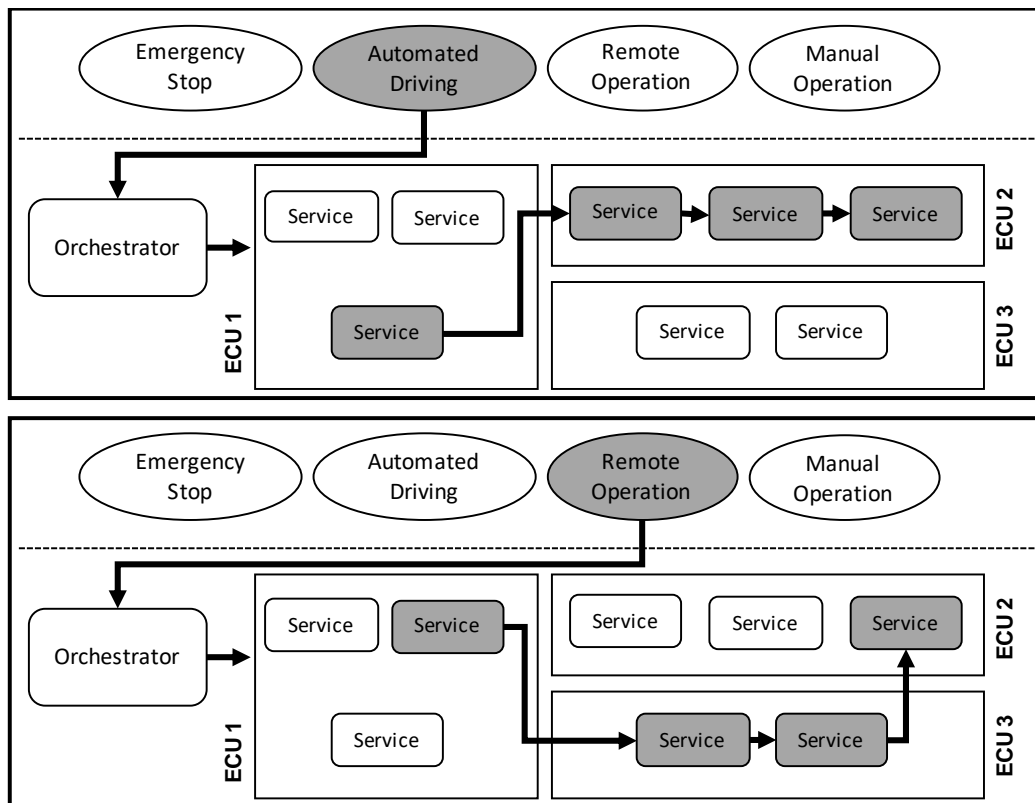 Emergency
Stop
Automated
Driving
Remote
Operation
Manual
Operation
Orchestrator
ECU 1
Service
Service
Service
ECU 2
Service
Service
Service
ECU 3
Service
Service
Emergency
Stop
Automated
Driving
Remote
Operation
Manual
Operation
Orchestrator
ECU 1
Service
Service
Service
ECU 2
Service
Service
Service
ECU 3
Service
Service